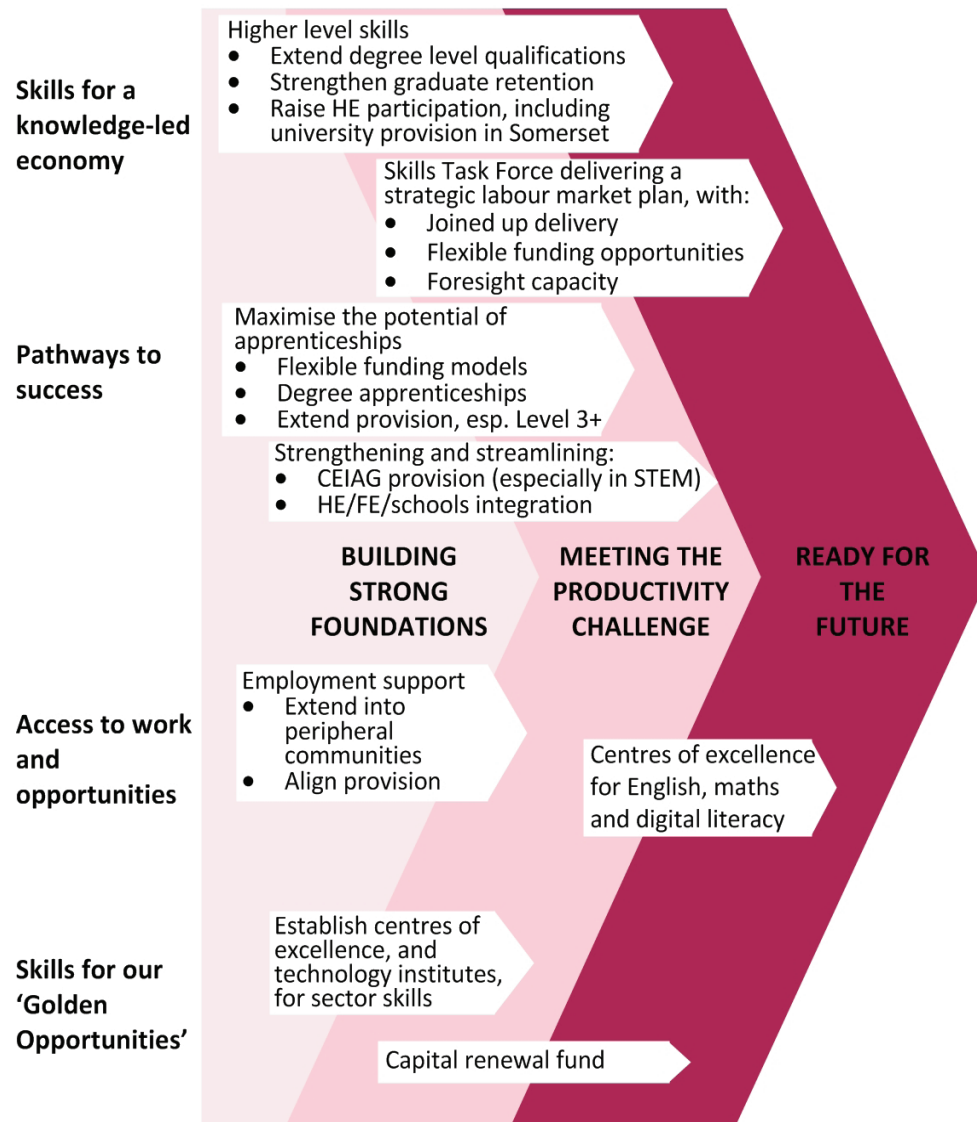 Skills for a
knowledge-led
economy
Higher level skills
● Extend degree level qualifications
● Strengthen graduate retention
● Raise HE participation, including
university provision in Somerset
Skills Task Force delivering a
strategic labour market plan, with:
● Joined up delivery
● Flexible funding opportunities
● Foresight capacity
Pathways to
success
Maximise the potential of
apprenticeships
● Flexible funding models
● Degree apprenticeships
● Extend provision, esp. Level 3+
Strengthening and streamlining:
● CEIAG provision (especially in STEM)
● HE/FE/schools integration
BUILDING
STRONG
FOUNDATIONS
MEETING THE
PRODUCTIVITY
CHALLENGE
READY FOR
THE
FUTURE
Access to work
and
opportunities
Employment support
● Extend into
peripheral
communities
● Align provision
Centres of excellence
for English, maths
and digital literacy
Skills for our
‘Golden
Opportunities’
Establish centres of
excellence, and
technology institutes,
for sector skills
Capital renewal fund